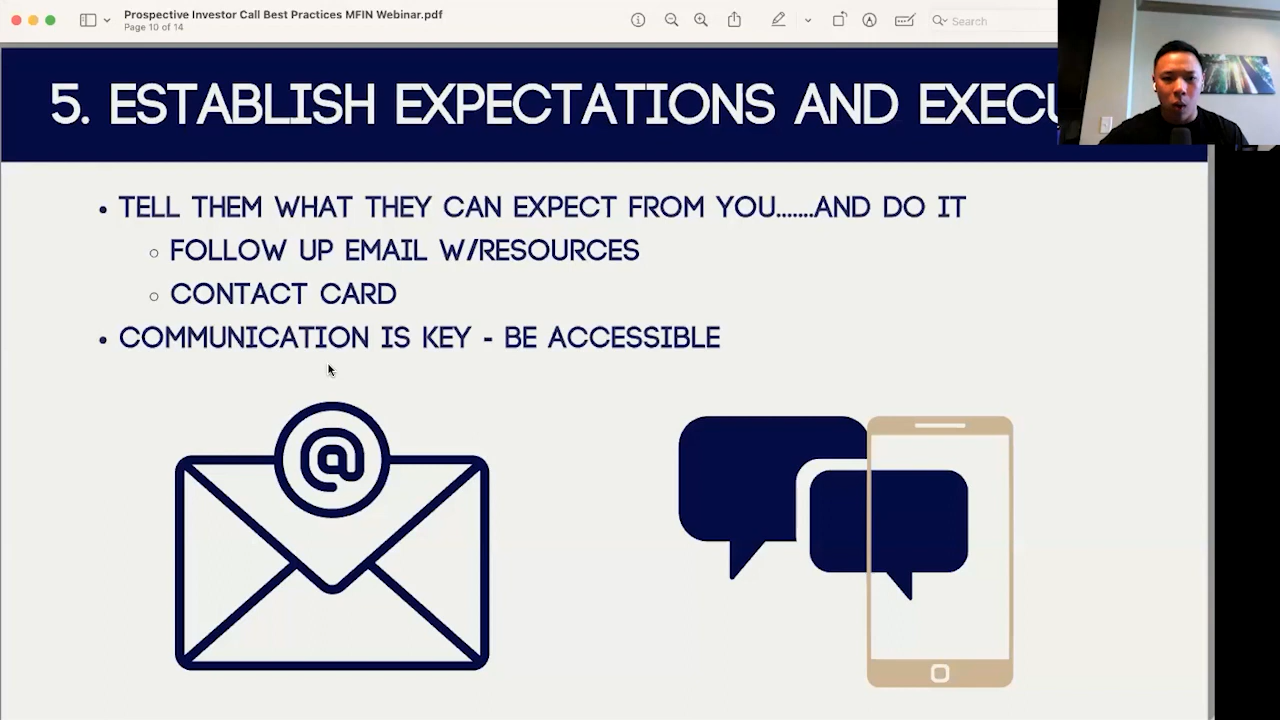 Prospective Investor Call Best Practices MFIN Webinar.pdf
Page 10 of 14
Search
5. ESTABLISH EXPECTATIONS AND
• TELL THEM WHAT THEY CAN EXPECT FROM YOU.......AND DO IT
○ FOLLOW UP EMAIL W/RESOURCES
○ CONTACT CARD
• COMMUNICATION IS KEY - BE ACCESSIBLE
@